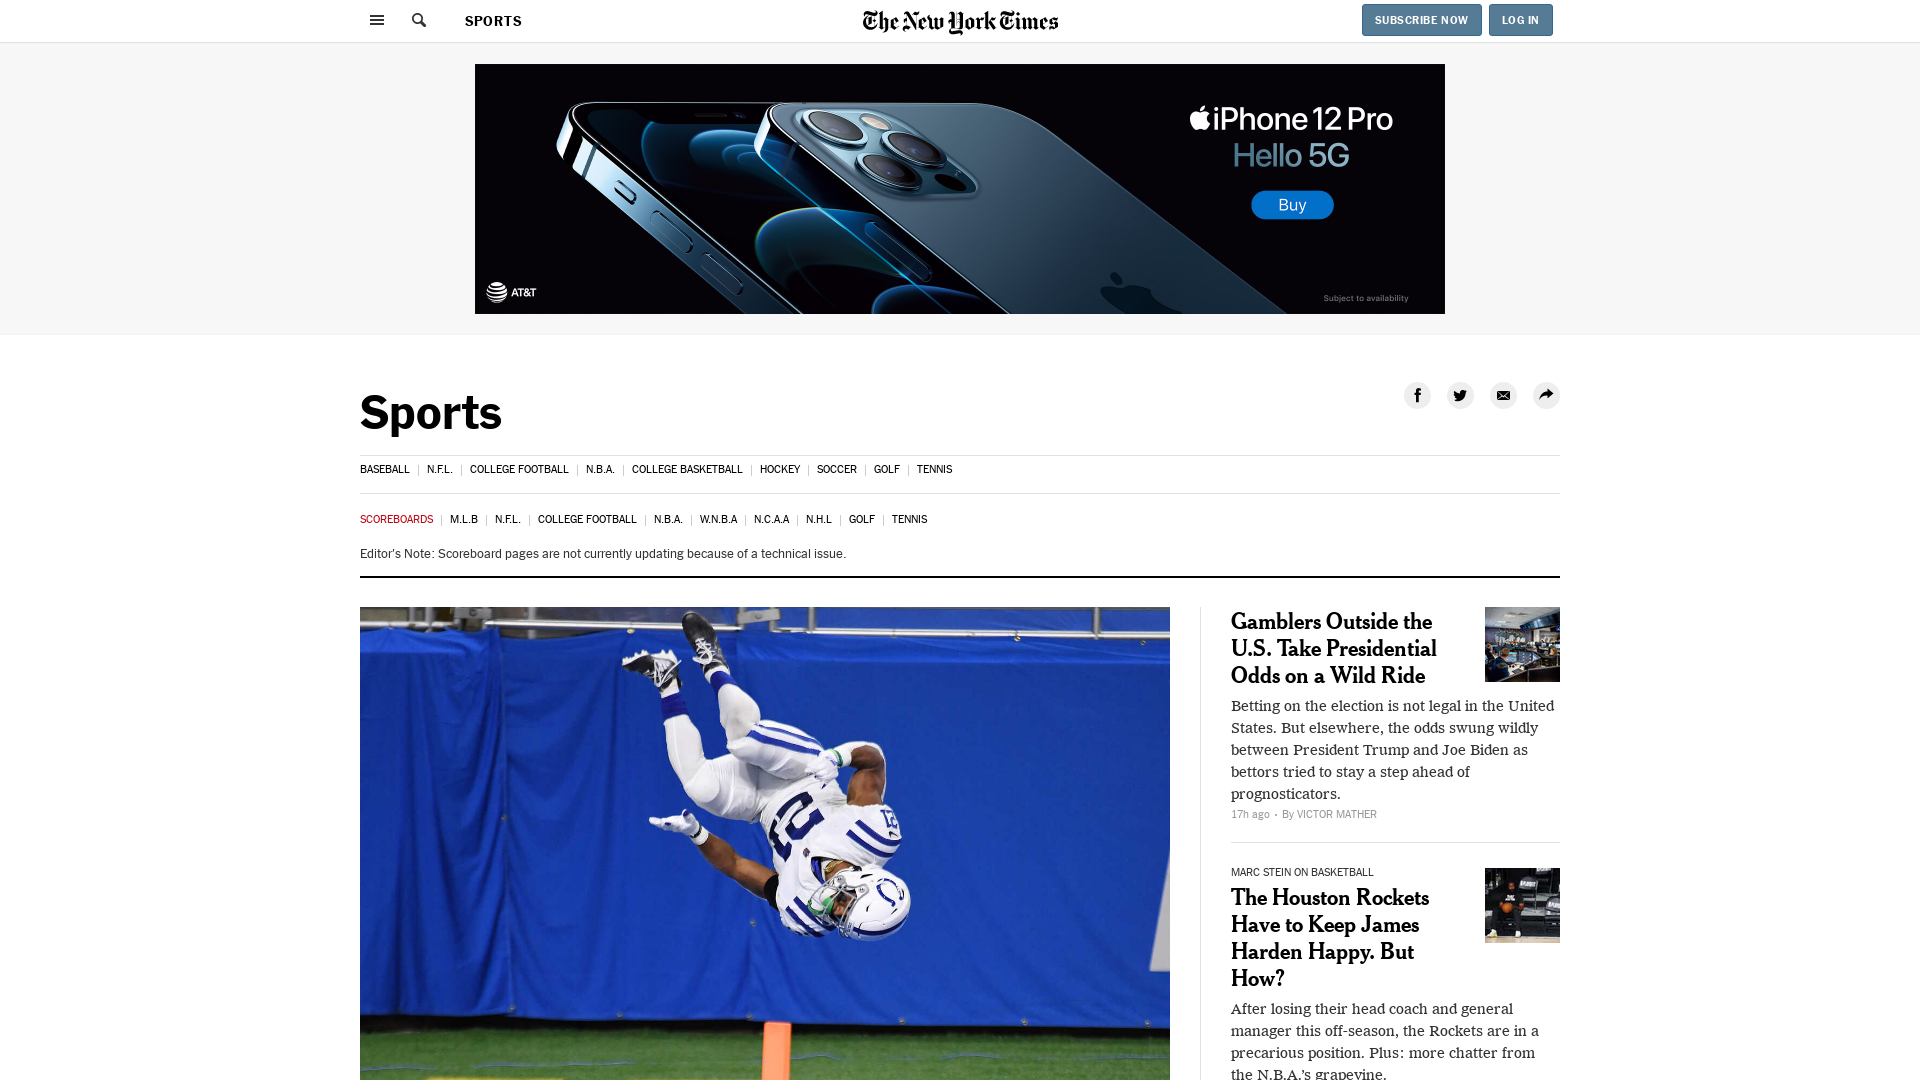 SPORTS
The New York Times
SUBSCRIBE NOW
LOG IN
iPhone 12 Pro
Hello 5G
Buy
AT&T
Subject to availability
Sports
BASEBALL | N.F.L. | COLLEGE FOOTBALL | N.B.A. | COLLEGE BASKETBALL | HOCKEY | SOCCER | GOLF | TENNIS
SCOREBOARDS | M.L.B | N.F.L. | COLLEGE FOOTBALL | N.B.A. | W.N.B.A | N.C.A.A | N.H.L | GOLF | TENNIS
Editor's Note: Scoreboard pages are not currently updating because of a technical issue.
21
Gamblers Outside the
U.S. Take Presidential
Odds on a Wild Ride
Betting on the election is not legal in the United
States. But elsewhere, the odds swung wildly
between President Trump and Joe Biden as
bettors tried to stay a step ahead of
prognosticators.
17h ago • By VICTOR MATHER
MARC STEIN ON BASKETBALL
The Houston Rockets
Have to Keep James
Harden Happy. But
How?
After losing their head coach and general
manager this off-season, the Rockets are in a
precarious position. Plus: more chatter from
the N.B.A.’s grapevine.